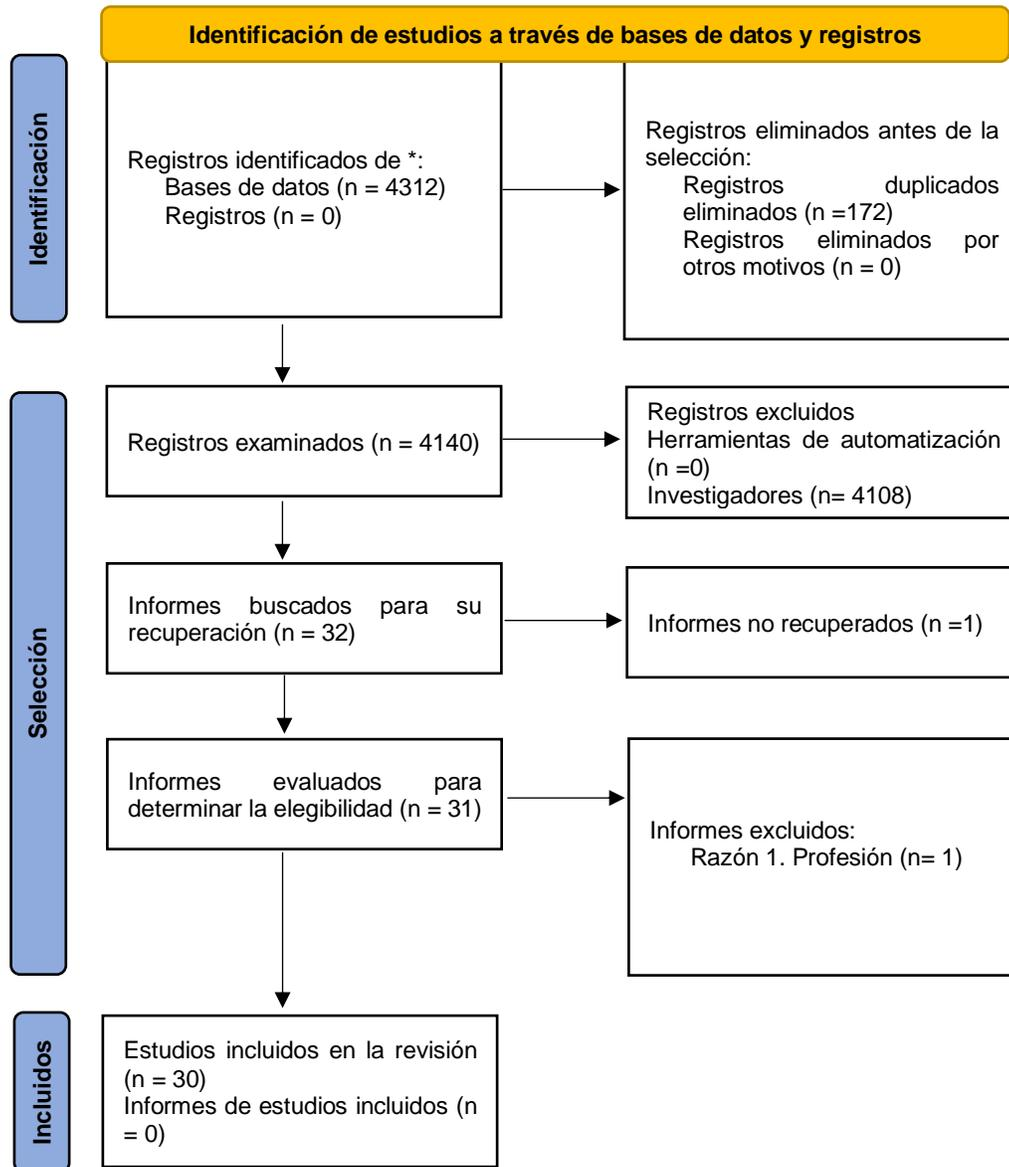 Identificación de estudios a través de bases de datos y registros
Identificación
Registros identificados de *:
Bases de datos (n = 4312)
Registros (n = 0)
Registros eliminados antes de la
selección:
Registros duplicados
eliminados (n =172)
Registros eliminados por
otros motivos (n = 0)
Selección
Registros examinados (n = 4140)
Registros excluidos
Herramientas de automatización
(n =0)
Investigadores (n= 4108)
Informes buscados para su
recuperación (n = 32)
Informes no recuperados (n =1)
Informes evaluados para
determinar la elegibilidad (n = 31)
Informes excluidos:
Razón 1. Profesión (n= 1)
Incluidos
Estudios incluidos en la revisión
(n = 30)
Informes de estudios incluidos (n
= 0)